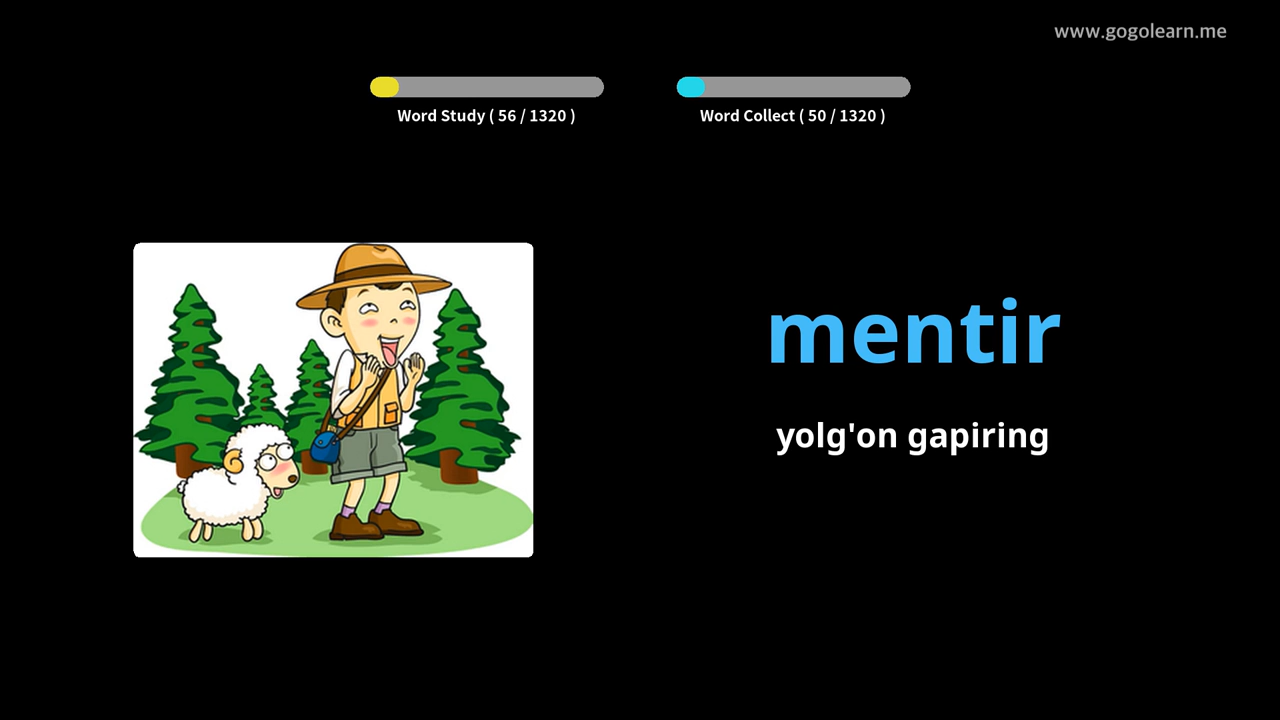 www.gogolearn.me
Word Study ( 56 / 1320 )
Word Collect ( 50 / 1320 )
mentir
yolg'on gapiring